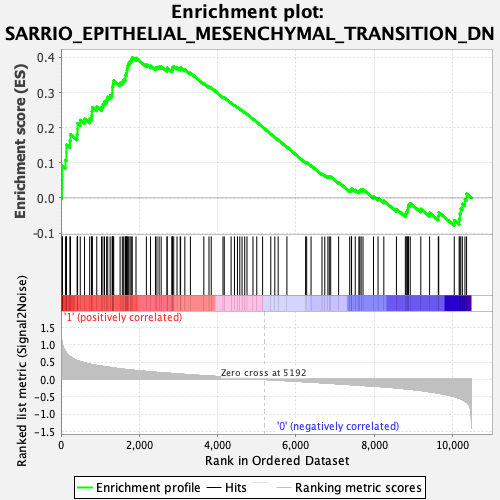 Enrichment plot:
SARRIO_EPITHELIAL_MESENCHYMAL_TRANSITION_DN
Enrichment score (ES)
0.4
0.3
0.2
0.1
0.0
-0.1
'1' (positively correlated)
Ranked list metric (Signal2Noise)
1.5
1.0
0.5
0.0
-0.5
-1.0
-1.5
Zero cross at 5192
'0' (negatively correlated)
0
2,000
4,000
6,000
8,000
10,000
Rank in Ordered Dataset
Enrichment profile
Hits
Ranking metric scores